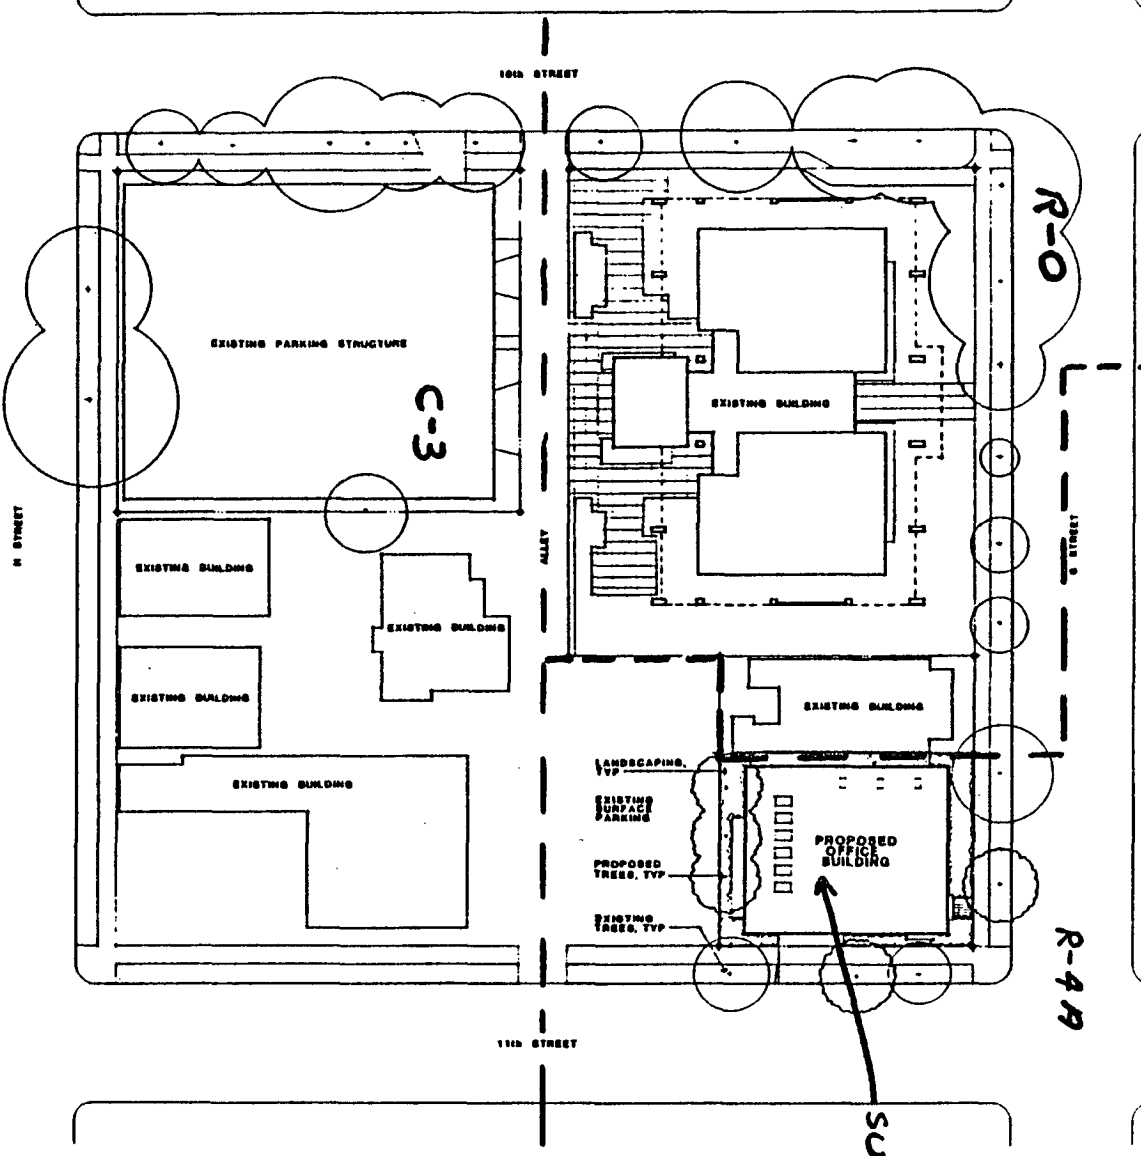 10th STREET
R-O
EXISTING PARKING STRUCTURE
C-3
EXISTING BUILDING
N STREET
ALLEY
S STREET
EXISTING BUILDING
EXISTING BUILDING
EXISTING BUILDING
EXISTING BUILDING
EXISTING BUILDING
LANDSCAPING,
TYP
EXISTING
SURFACE
PARKING
PROPOSED
OFFICE
BUILDING
PROPOSED
TREES, TYP
EXISTING
TREES, TYP
R-4A
11th STREET
SU